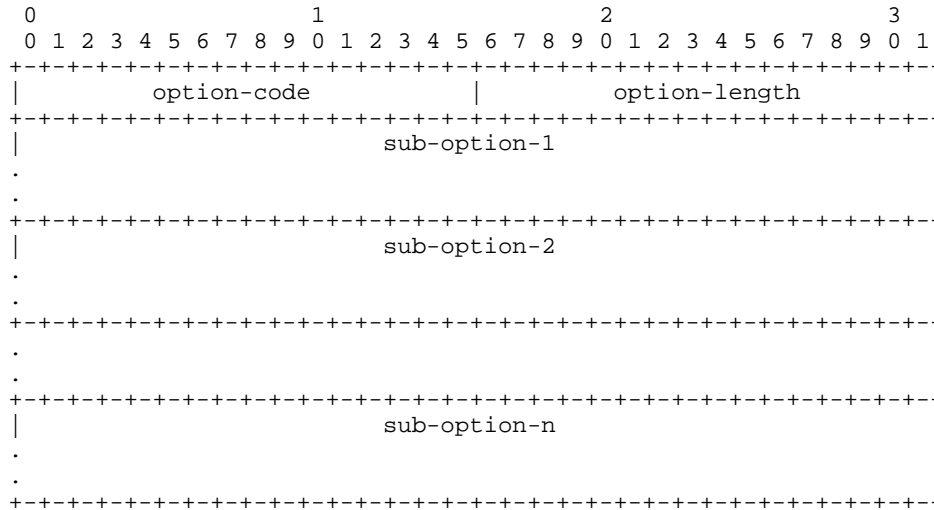 0                   1                   2                   3
 0 1 2 3 4 5 6 7 8 9 0 1 2 3 4 5 6 7 8 9 0 1 2 3 4 5 6 7 8 9 0 1
+-+-+-+-+-+-+-+-+-+-+-+-+-+-+-+-+-+-+-+-+-+-+-+-+-+-+-+-+-+-+-+-
|         option-code           |         option-length
+-+-+-+-+-+-+-+-+-+-+-+-+-+-+-+-+-+-+-+-+-+-+-+-+-+-+-+-+-+-+-+-
|                         sub-option-1
.
.
+-+-+-+-+-+-+-+-+-+-+-+-+-+-+-+-+-+-+-+-+-+-+-+-+-+-+-+-+-+-+-+-
|                         sub-option-2
.
.
+-+-+-+-+-+-+-+-+-+-+-+-+-+-+-+-+-+-+-+-+-+-+-+-+-+-+-+-+-+-+-+-
.
.
+-+-+-+-+-+-+-+-+-+-+-+-+-+-+-+-+-+-+-+-+-+-+-+-+-+-+-+-+-+-+-+-
|                         sub-option-n
.
.
+-+-+-+-+-+-+-+-+-+-+-+-+-+-+-+-+-+-+-+-+-+-+-+-+-+-+-+-+-+-+-+-